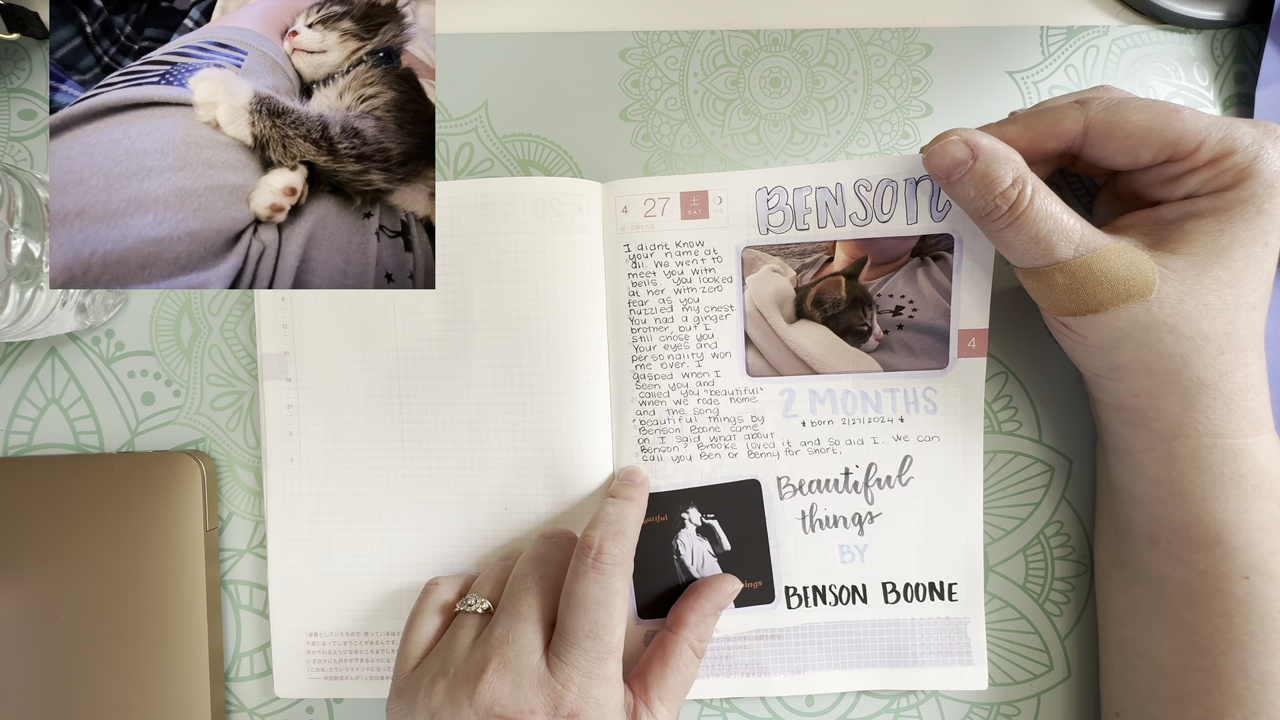 4 27 土
SAT
BENSON
I didnt know
your name at
all. We went to
meet you with
bells. You looked
at her with zero
fear as you
nuzzled my chest.
You had a ginger
brother, but I
still chose you.
Your eyes and
personality won
me over. I
gasped when I
seen you and
called you "beautiful"
when we rode home
and the song
beautiful things by
Benson Boone came
on. I said what about
Benson? Brooke loved it and so did I. We can
call you Ben or Benny for short.
4
2 MONTHS
* born 2/27/2024 *
Beautiful
things
BY
BENSON BOONE